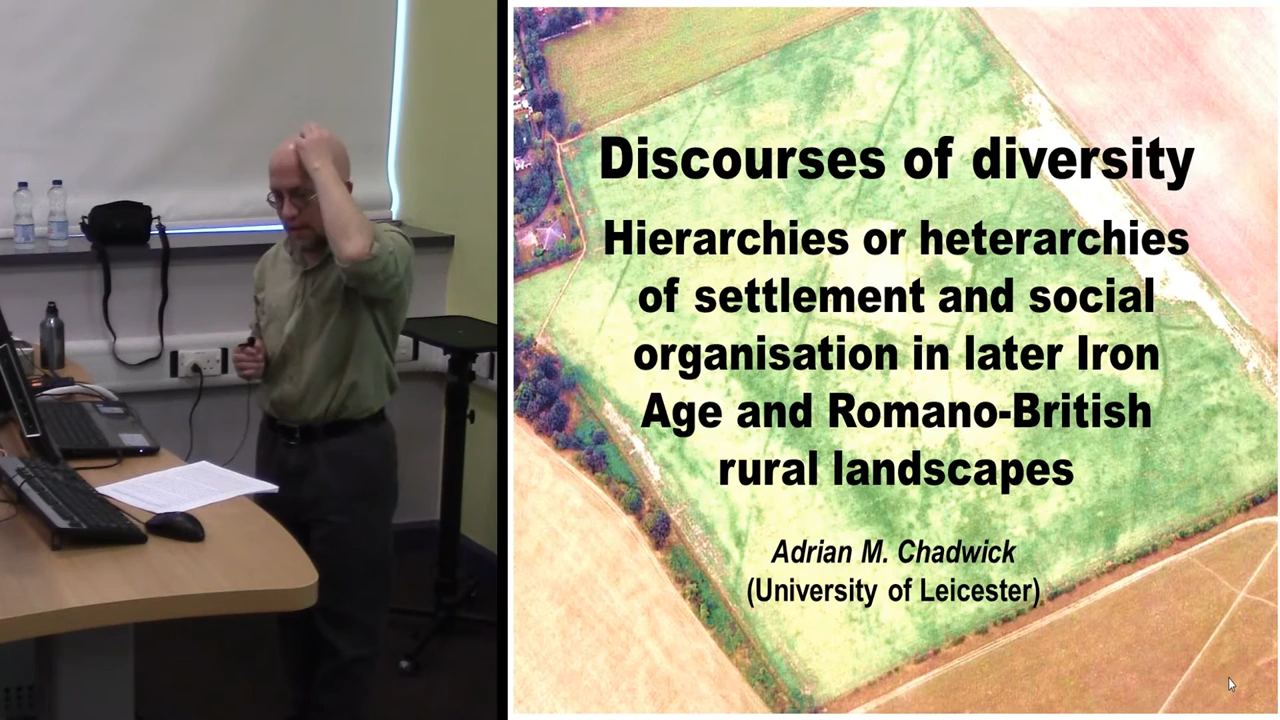 Discourses of diversity
Hierarchies or heterarchies
of settlement and social
organisation in later Iron
Age and Romano-British
rural landscapes
Adrian M. Chadwick
(University of Leicester)